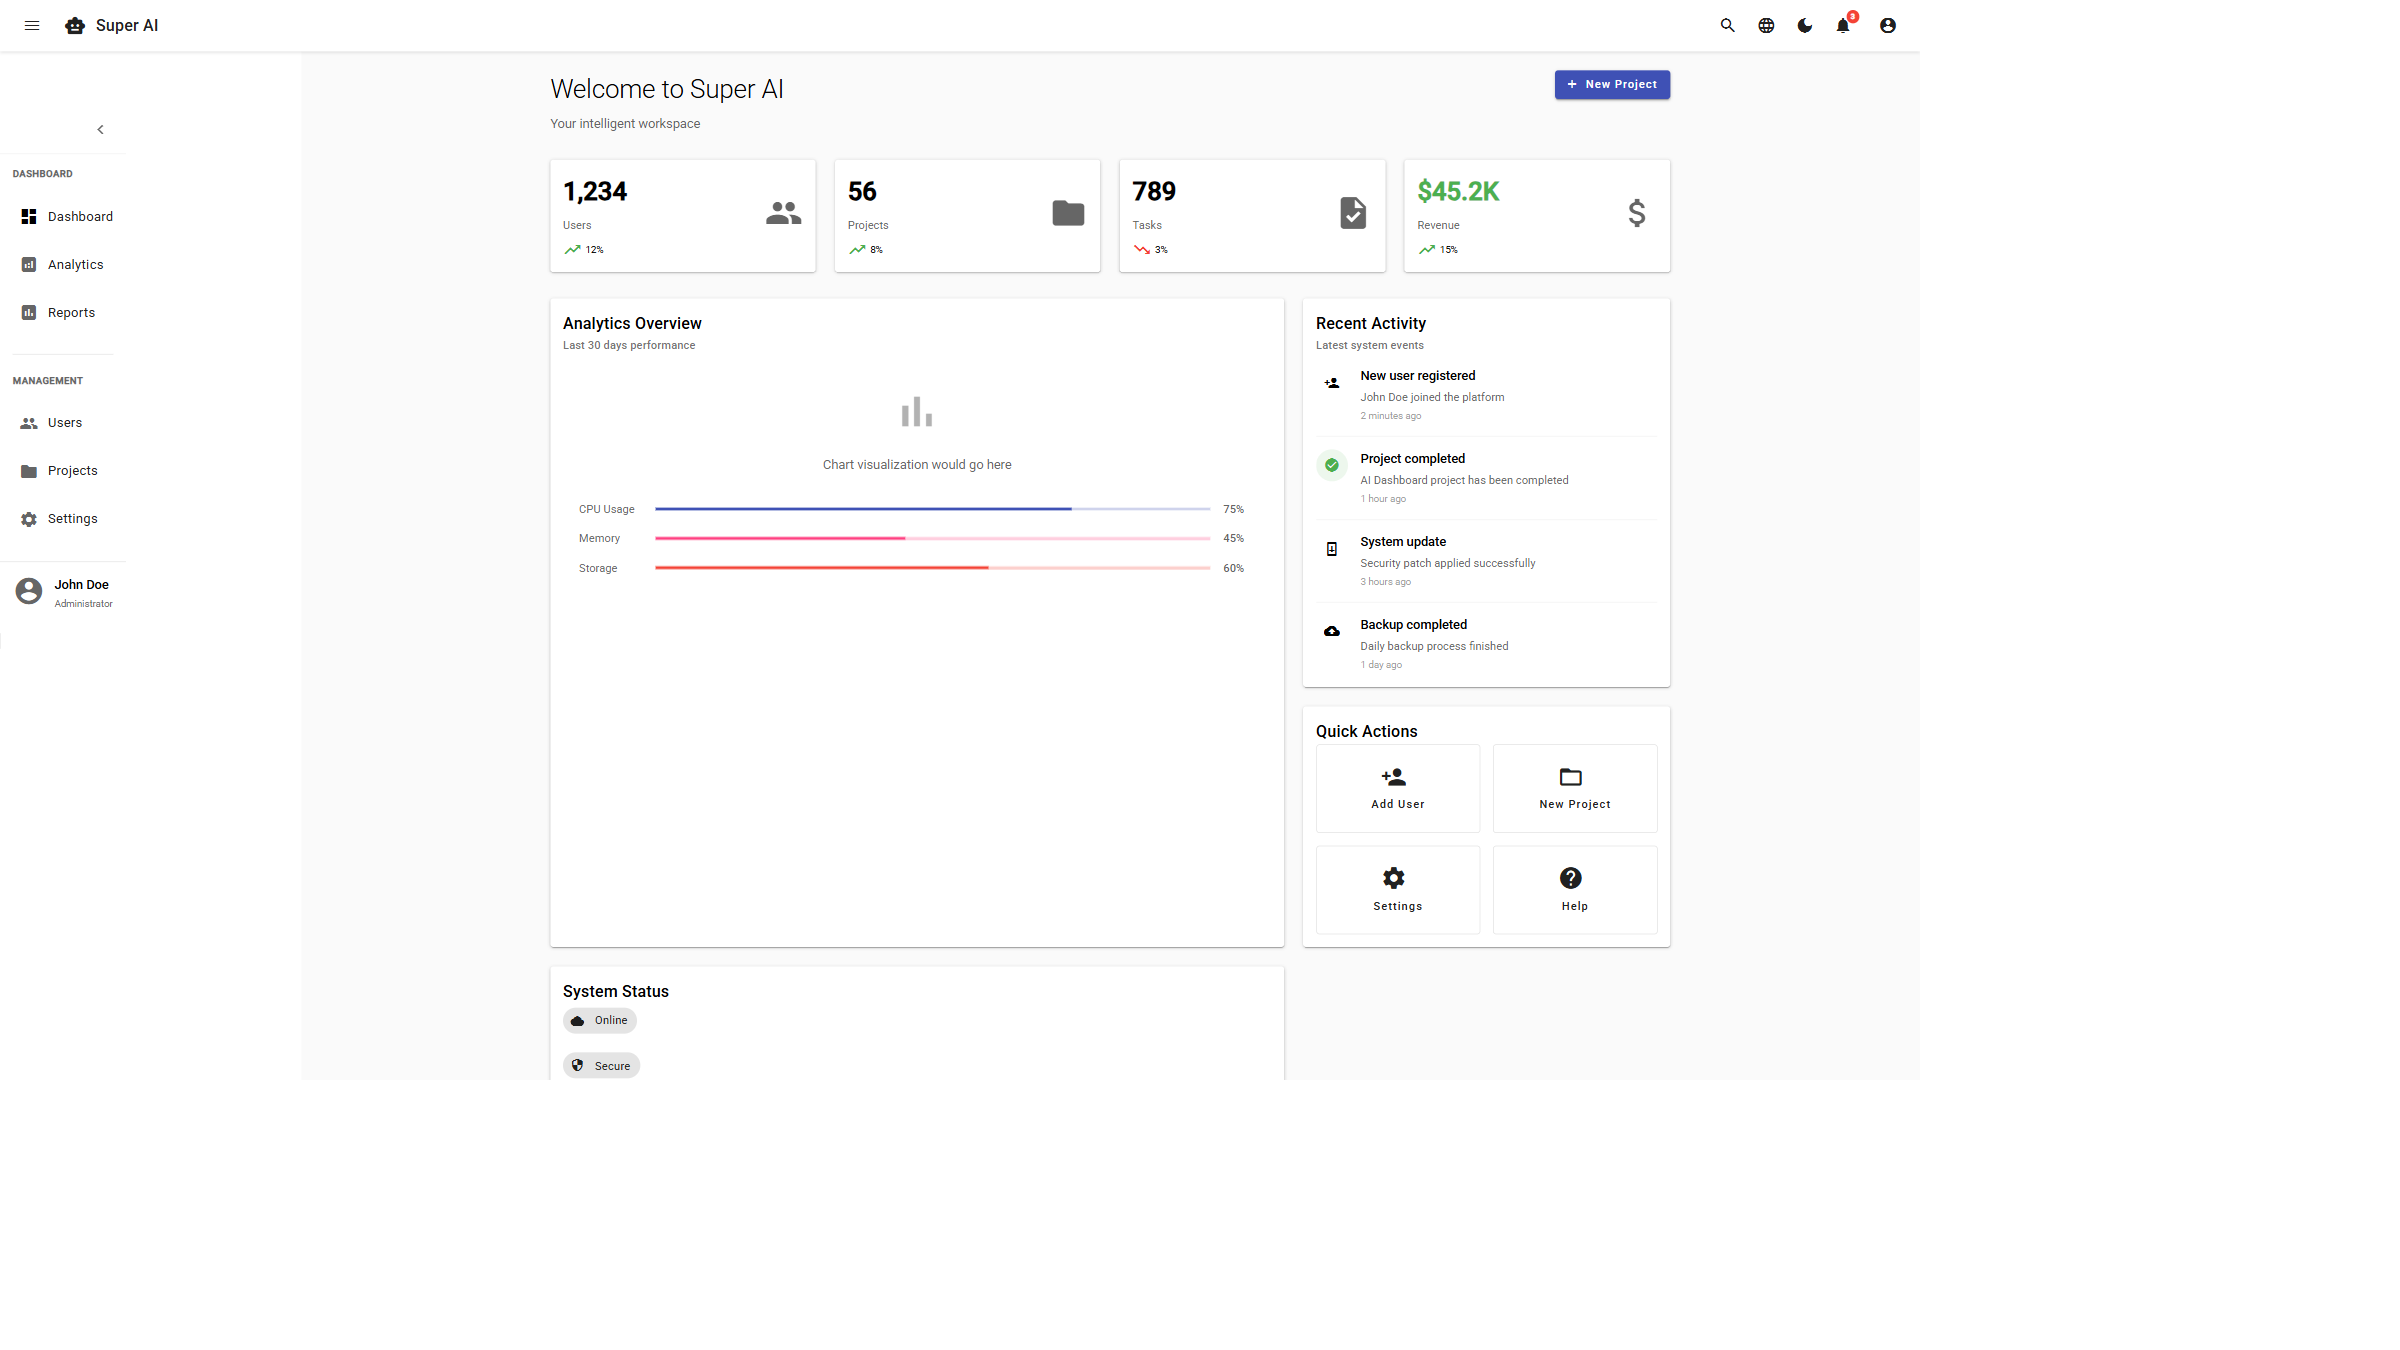 Super AI
3
DASHBOARD
Dashboard
Analytics
Reports
MANAGEMENT
Users
Projects
Settings
John Doe
Administrator
Welcome to Super AI
Your intelligent workspace
+ New Project
1,234
Users
12%
56
Projects
8%
789
Tasks
3%
$45.2K
Revenue
15%
Analytics Overview
Last 30 days performance
Chart visualization would go here
CPU Usage 75%
Memory 45%
Storage 60%
Recent Activity
Latest system events
New user registered
John Doe joined the platform
2 minutes ago
Project completed
AI Dashboard project has been completed
1 hour ago
System update
Security patch applied successfully
3 hours ago
Backup completed
Daily backup process finished
1 day ago
Quick Actions
Add User
New Project
Settings
Help
System Status
Online
Secure